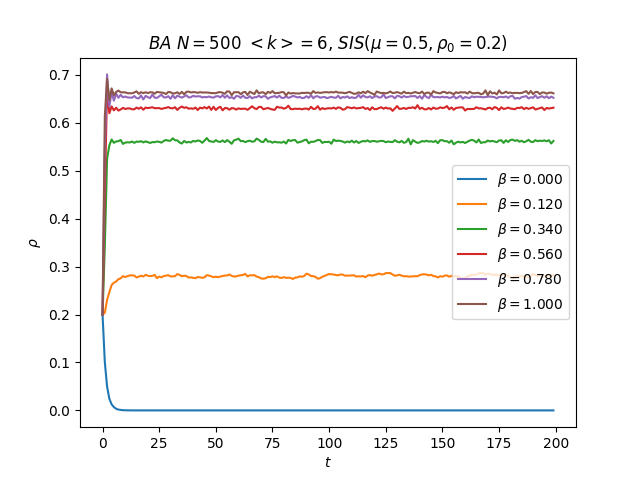 BA N = 500 < k > = 6, SIS(μ = 0.5, ρ₀ = 0.2)
0.7
0.6
0.5
0.4
0.3
0.2
0.1
0.0
ρ
β = 0.000
β = 0.120
β = 0.340
β = 0.560
β = 0.780
β = 1.000
0 25 50 75 100 125 150 175 200
t